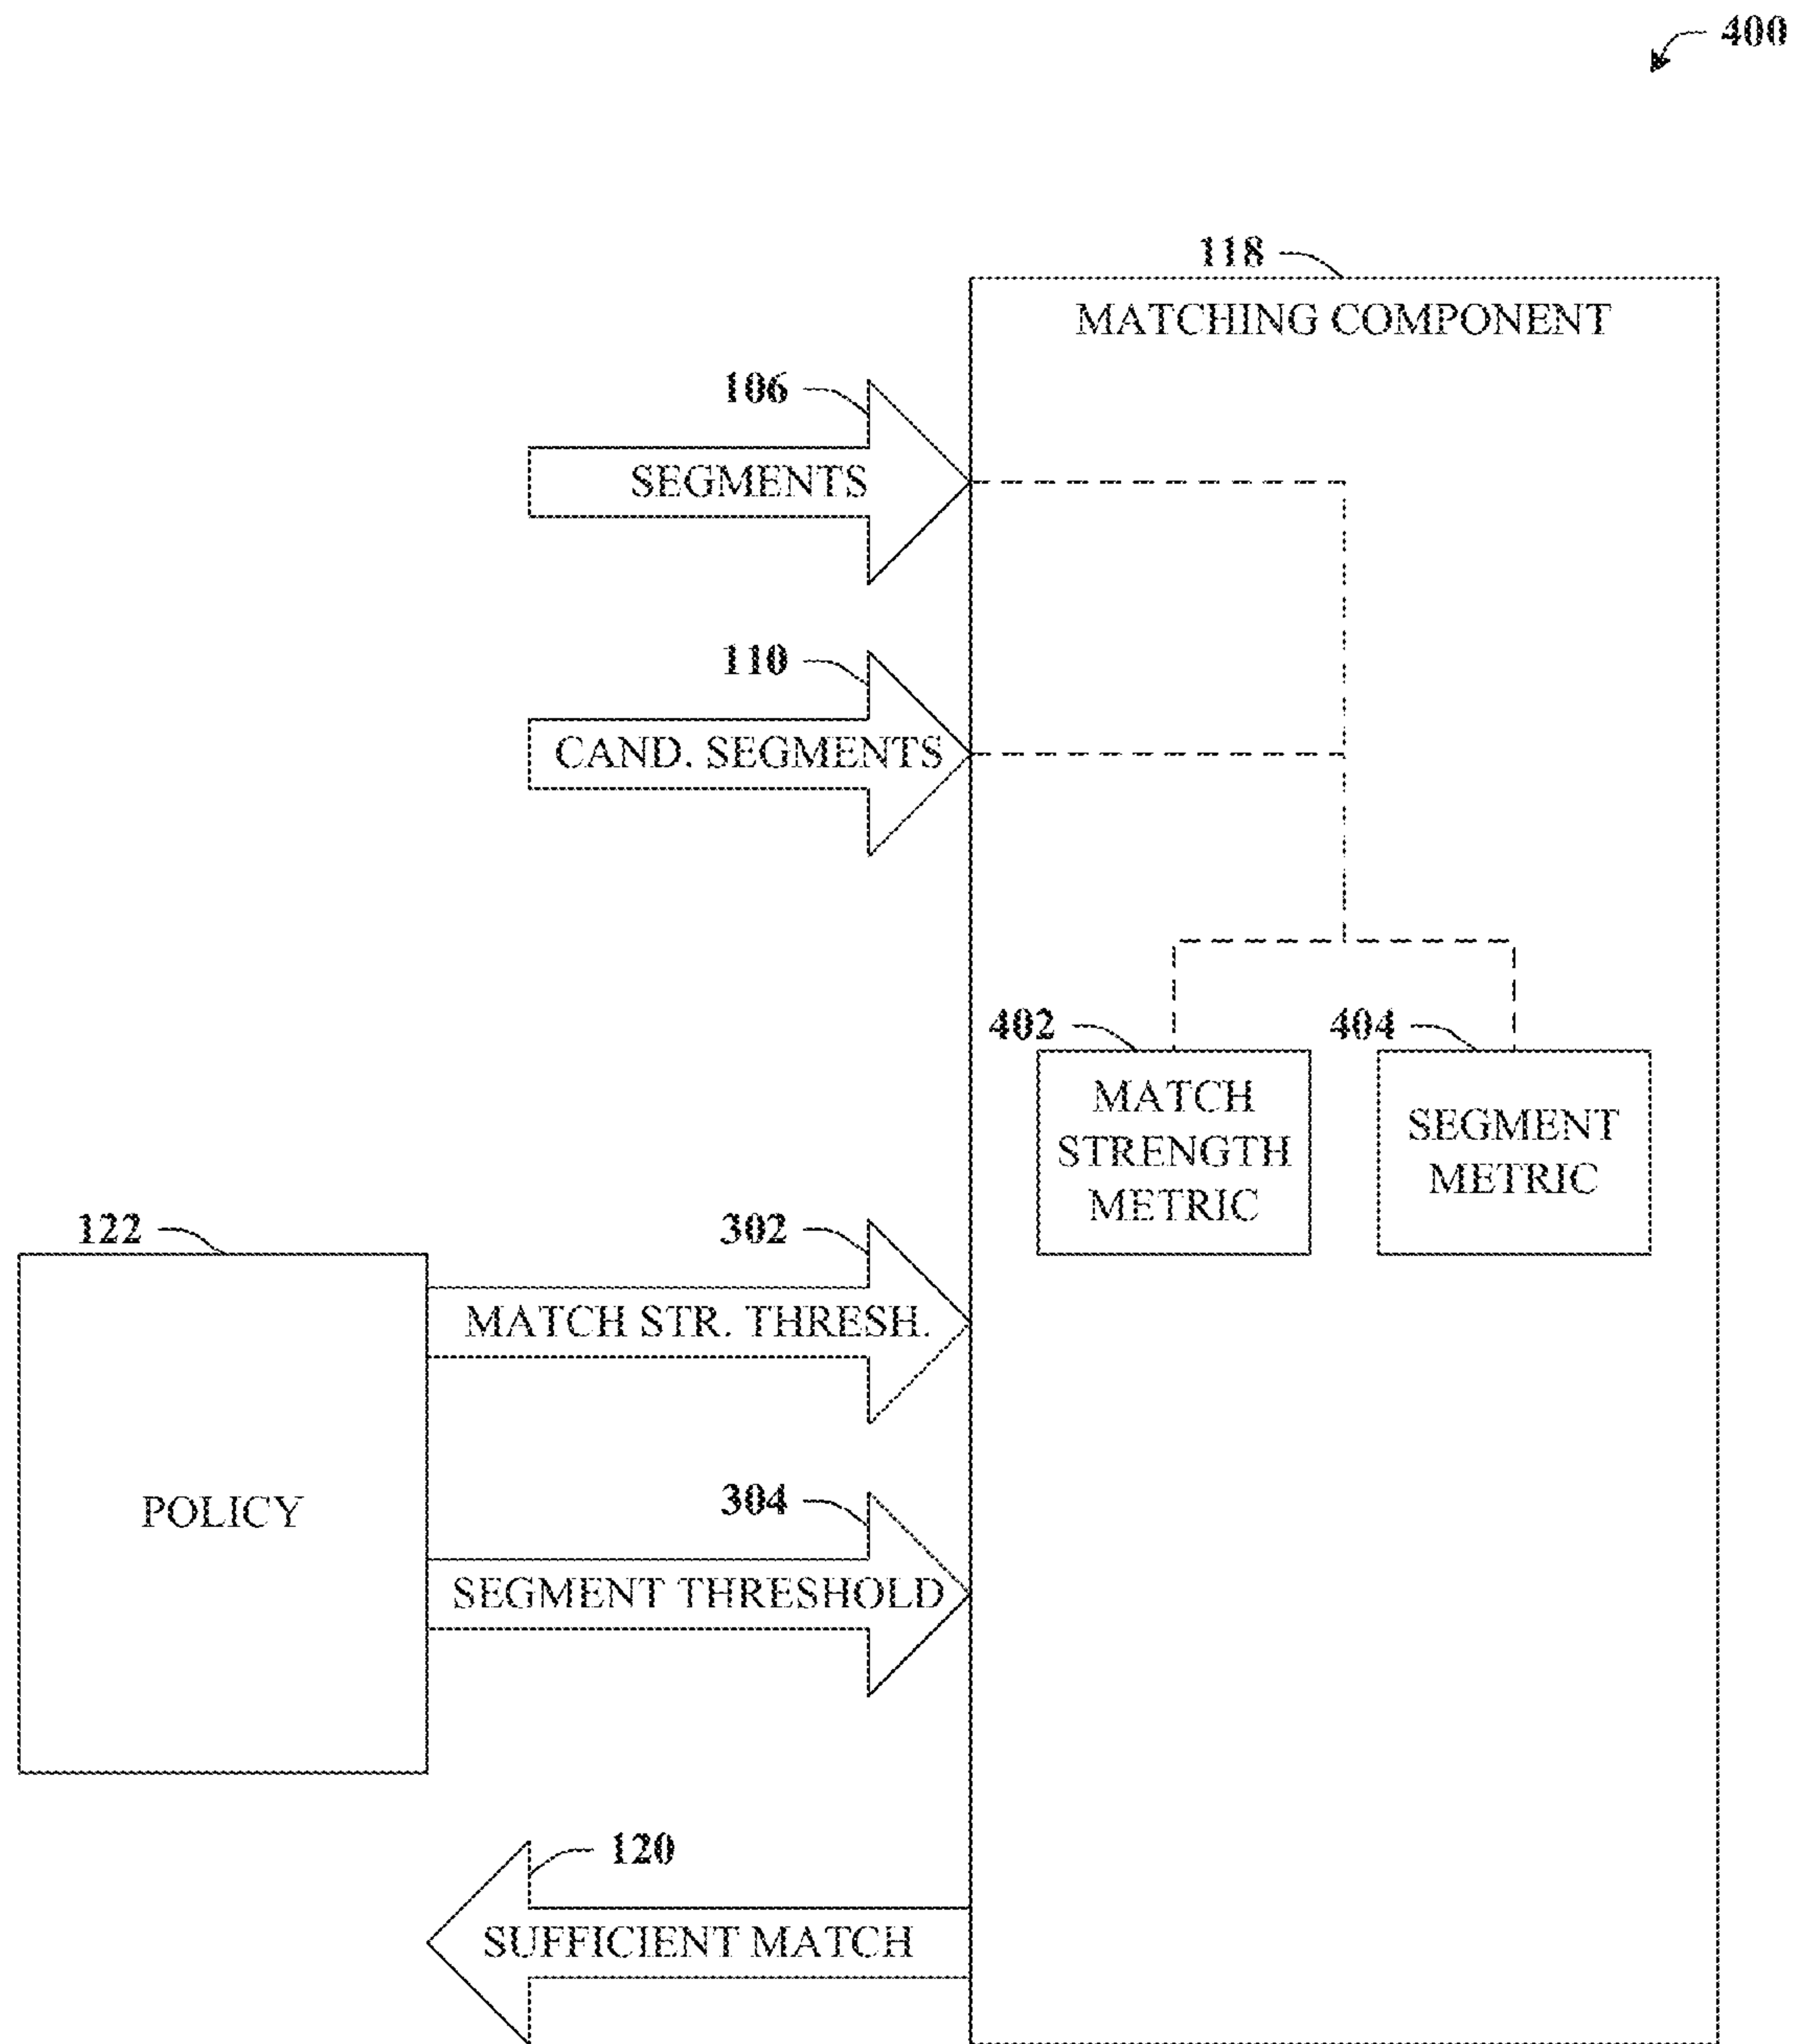 400
118
MATCHING COMPONENT
106
SEGMENTS
110
CAND. SEGMENTS
402
404
MATCH
STRENGTH
METRIC
SEGMENT
METRIC
122
302
MATCH STR. THRESH.
POLICY
304
SEGMENT THRESHOLD
120
SUFFICIENT MATCH